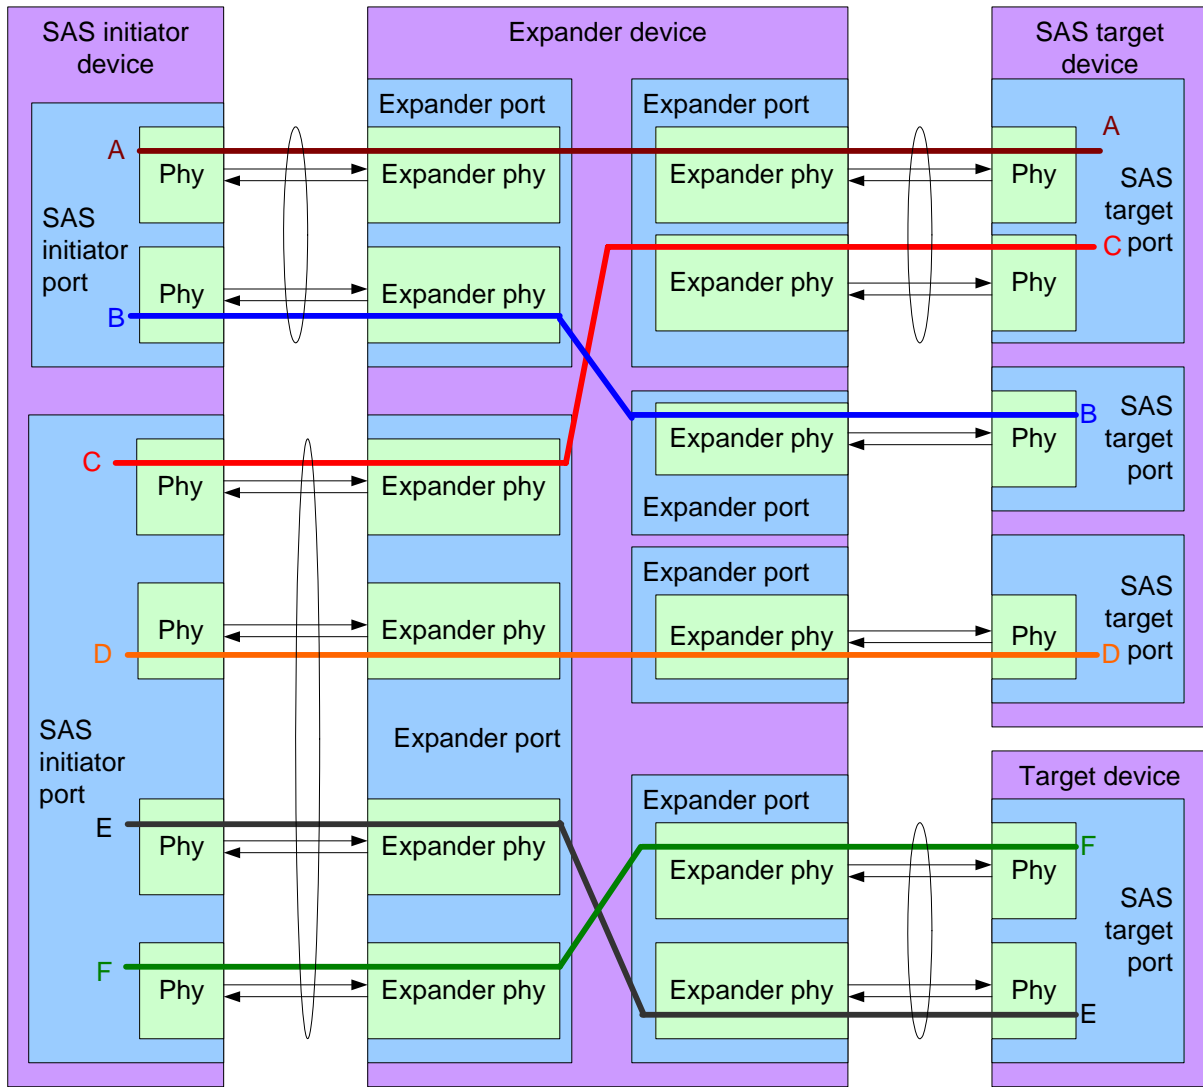 SAS initiator
device
Expander device
SAS target
device
Expander port
Expander port
A
Phy
Expander phy
Expander phy
Phy
A
SAS
target
port
SAS
initiator
port
Phy
Expander phy
Expander phy
Phy
C
B
C
Phy
Expander phy
Expander phy
Expander port
Phy
B
SAS
target
port
D
Phy
Expander phy
Expander port
Expander phy
Phy
D
SAS
target
port
SAS
initiator
port
Expander port
Expander port
Target device
E
Phy
Expander phy
Expander phy
Phy
F
SAS
target
port
F
Phy
Expander phy
Expander phy
Phy
E